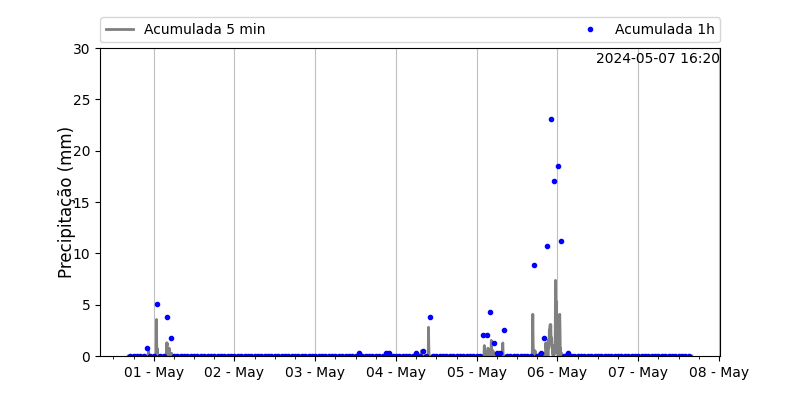 Acumulada 5 min
Acumulada 1h
2024-05-07 16:20
Precipitação (mm)
30
25
20
15
10
5
0
01 - May
02 - May
03 - May
04 - May
05 - May
06 - May
07 - May
08 - May